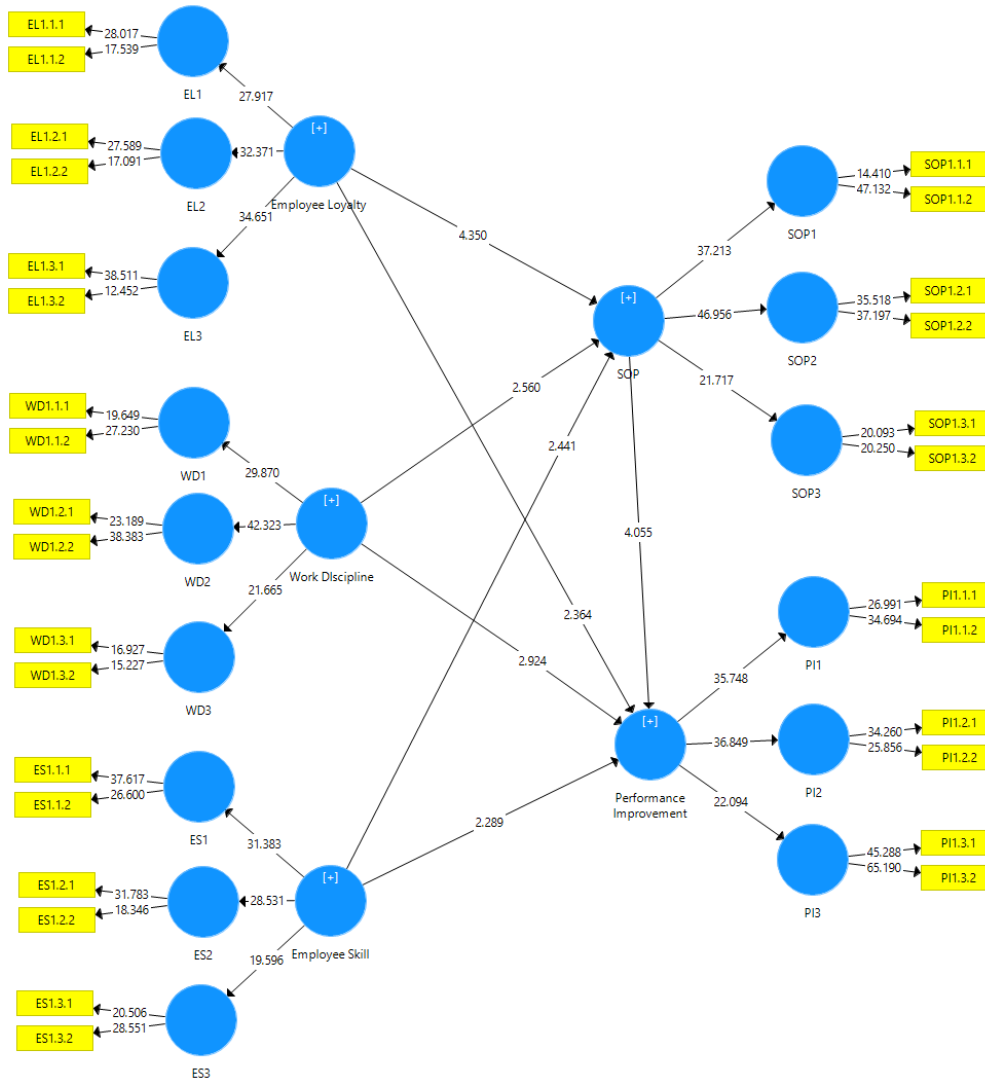 EL1.1.1
28.017
17.539
EL1.1.2
EL1
27.917
EL1.2.1
27.589
17.091
EL1.2.2
EL2
32.371
[+]
Employee Loyalty
34.651
EL1.3.1
38.511
12.452
EL1.3.2
EL3
4.350
SOP1.1.1
14.410
47.132
SOP1.1.2
SOP1
37.213
[+]
SOP
46.956
SOP1.2.1
35.518
37.197
SOP1.2.2
SOP2
21.717
SOP1.3.1
20.093
20.250
SOP1.3.2
SOP3
WD1.1.1
19.649
27.230
WD1.1.2
WD1
29.870
2.560
2.441
WD1.2.1
23.189
38.383
WD1.2.2
WD2
42.323
[+]
Work DIscipline
21.665
WD1.3.1
16.927
15.227
WD1.3.2
WD3
4.055
2.364
2.924
PI1.1.1
26.991
34.694
PI1.1.2
PI1
35.748
[+]
Performance
Improvement
36.849
PI1.2.1
34.260
25.856
PI1.2.2
PI2
22.094
PI1.3.1
45.288
65.190
PI1.3.2
PI3
ES1.1.1
37.617
26.600
ES1.1.2
ES1
31.383
2.289
ES1.2.1
31.783
18.346
ES1.2.2
ES2
28.531
[+]
Employee Skill
19.596
ES1.3.1
20.506
28.551
ES1.3.2
ES3